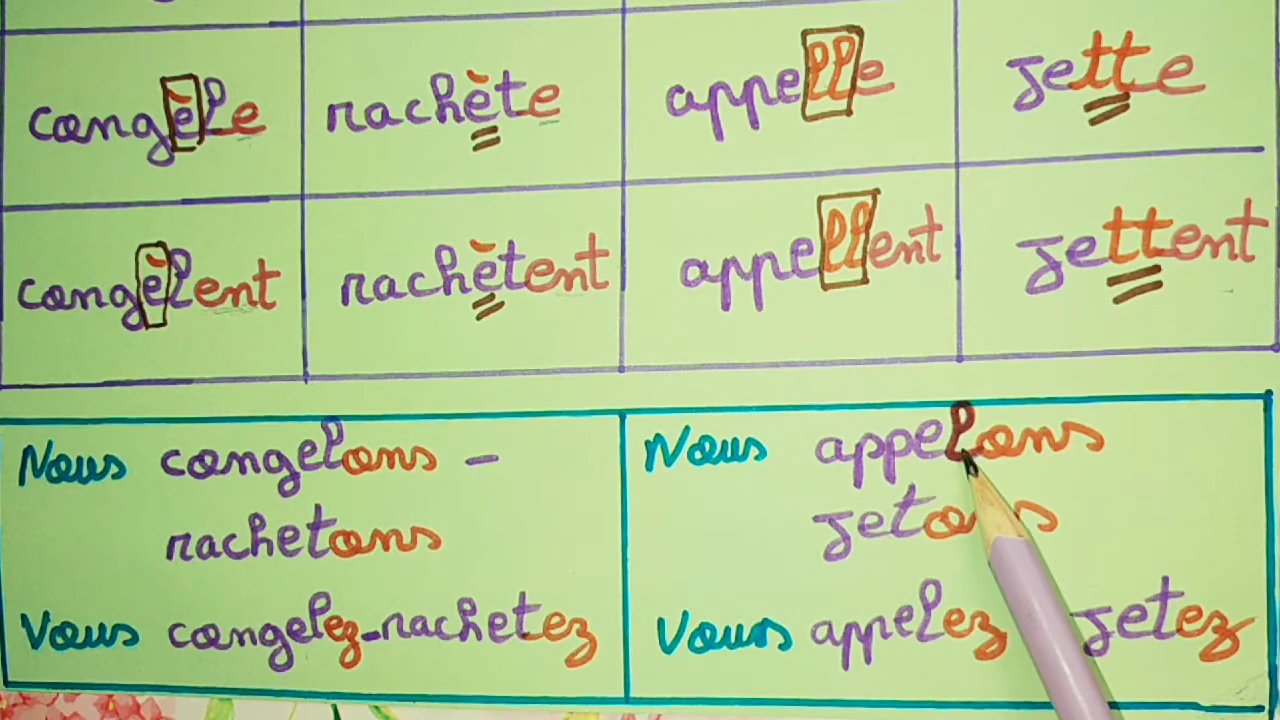 congèle rachète appelle jette
congèlent rachètent appellent jettent
Nous congelons -
rachetons
Vous congelez-rachetez
Nous appelons
jetons
Vous appelez jetez